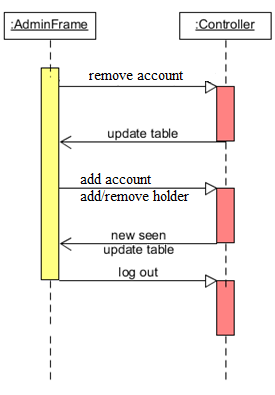 :AdminFrame
:Controller
remove account
update table
add account
add/remove holder
new seen
update table
log out